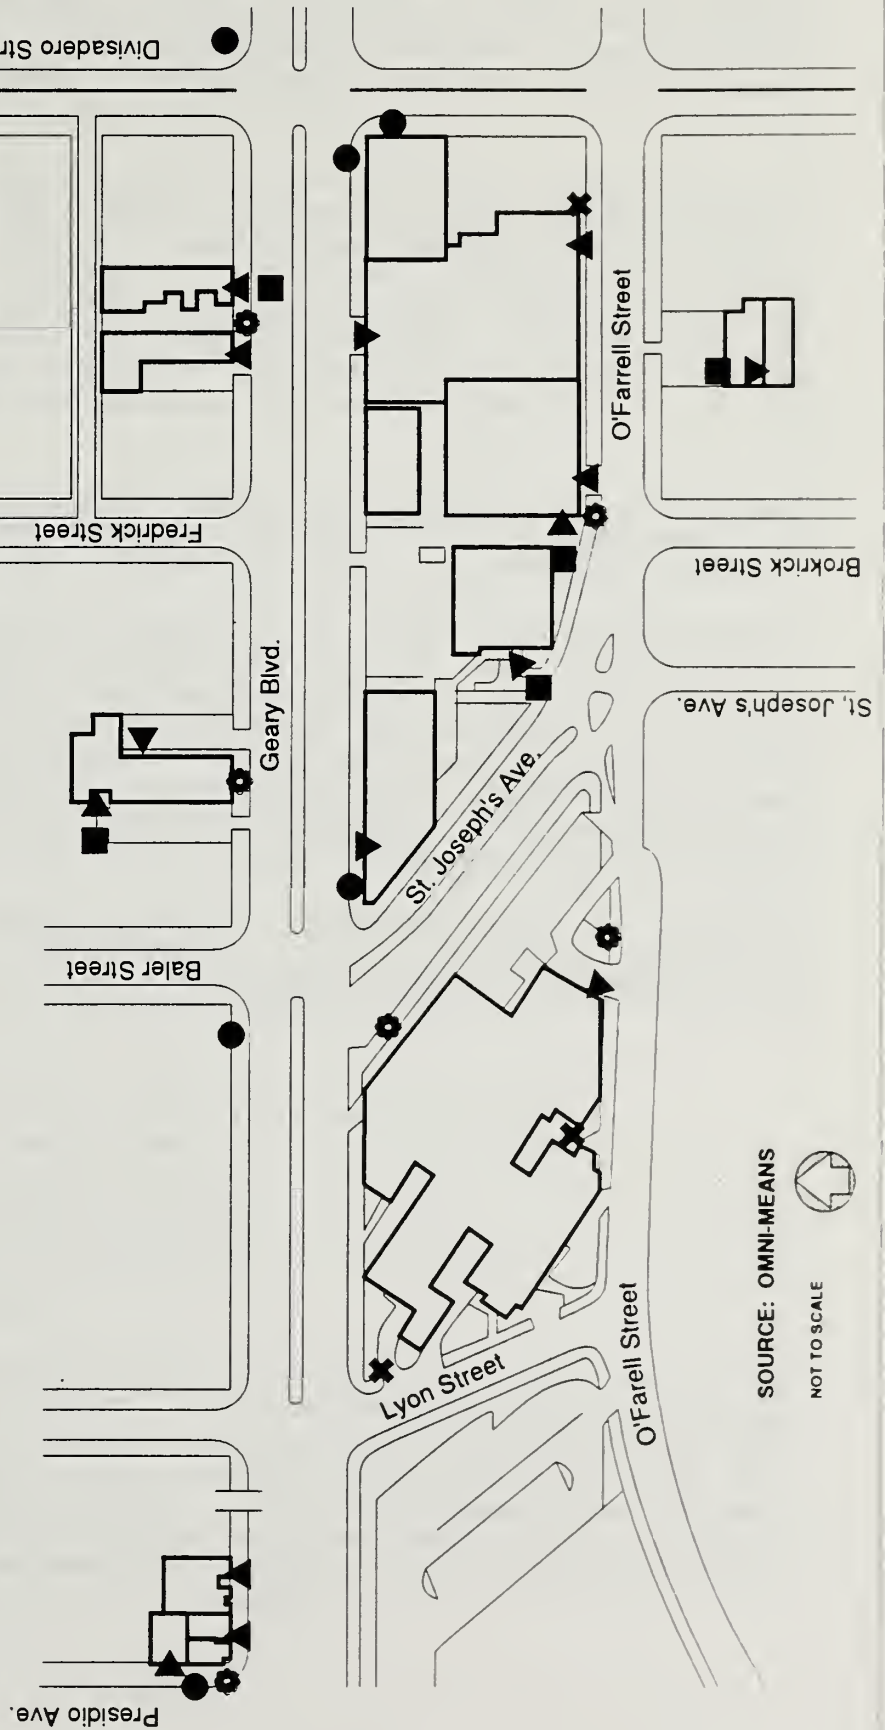 Divisadero Str
O'Farrell Street
Fredrick Street
Brokrick Street
Geary Blvd.
St, Joseph's Ave.
St. Joseph's Ave.
Baler Street
SOURCE: OMNI-MEANS
NOT TO SCALE
Lyon Street
O'Farell Street
Presidio Ave.